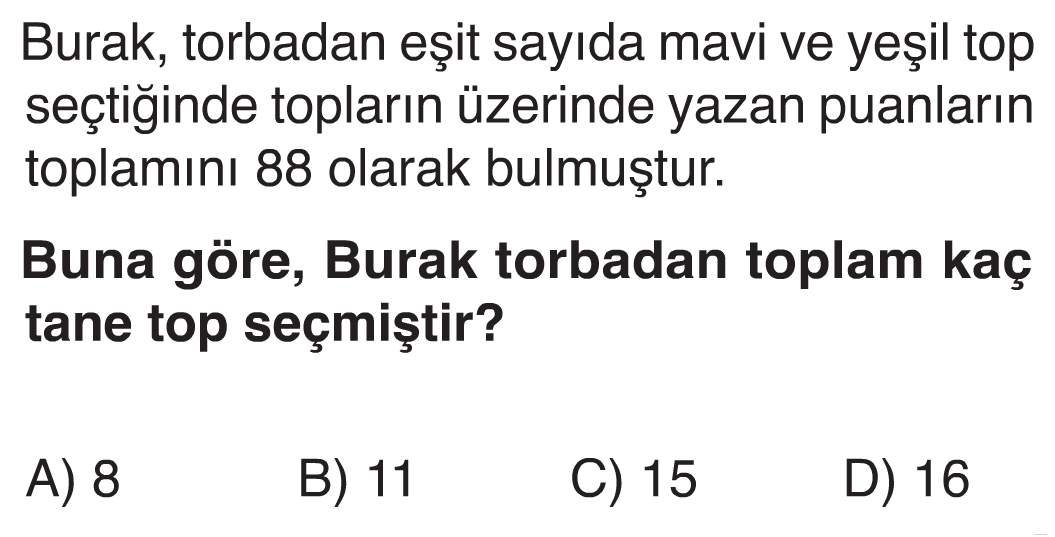 Burak, torbadan eşit sayıda mavi ve yeşil top
seçtiğinde topların üzerinde yazan puanların
toplamını 88 olarak bulmuştur.
Buna göre, Burak torbadan toplam kaç
tane top seçmiştir?
A) 8 B) 11 C) 15 D) 16